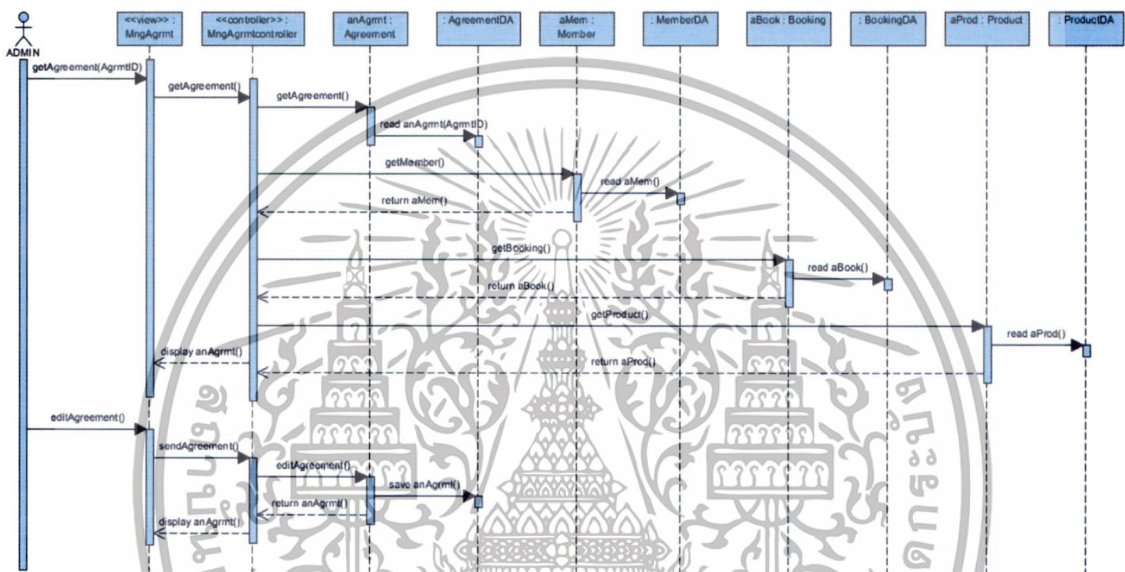 <<view>> :
MngAgrmt
<<controller>> :
MngAgrmtcontroller
anAgrmt :
Agreement
: AgreementDA
aMem :
Member
: MemberDA
aBook : Booking
: BookingDA
aProd : Product
: ProductDA
ADMIN
getAgreement(AgrmtID)
getAgreement()
getAgreement()
read anAgrmt(AgrmtID)
getMember()
read aMem()
return aMem()
getBooking()
read aBook()
return aBook()
getProduct()
read aProd()
display anAgrmt()
return aProd()
editAgreement()
sendAgreement()
editAgreement()
save anAgrmt()
return anAgrmt()
display anAgrmt()